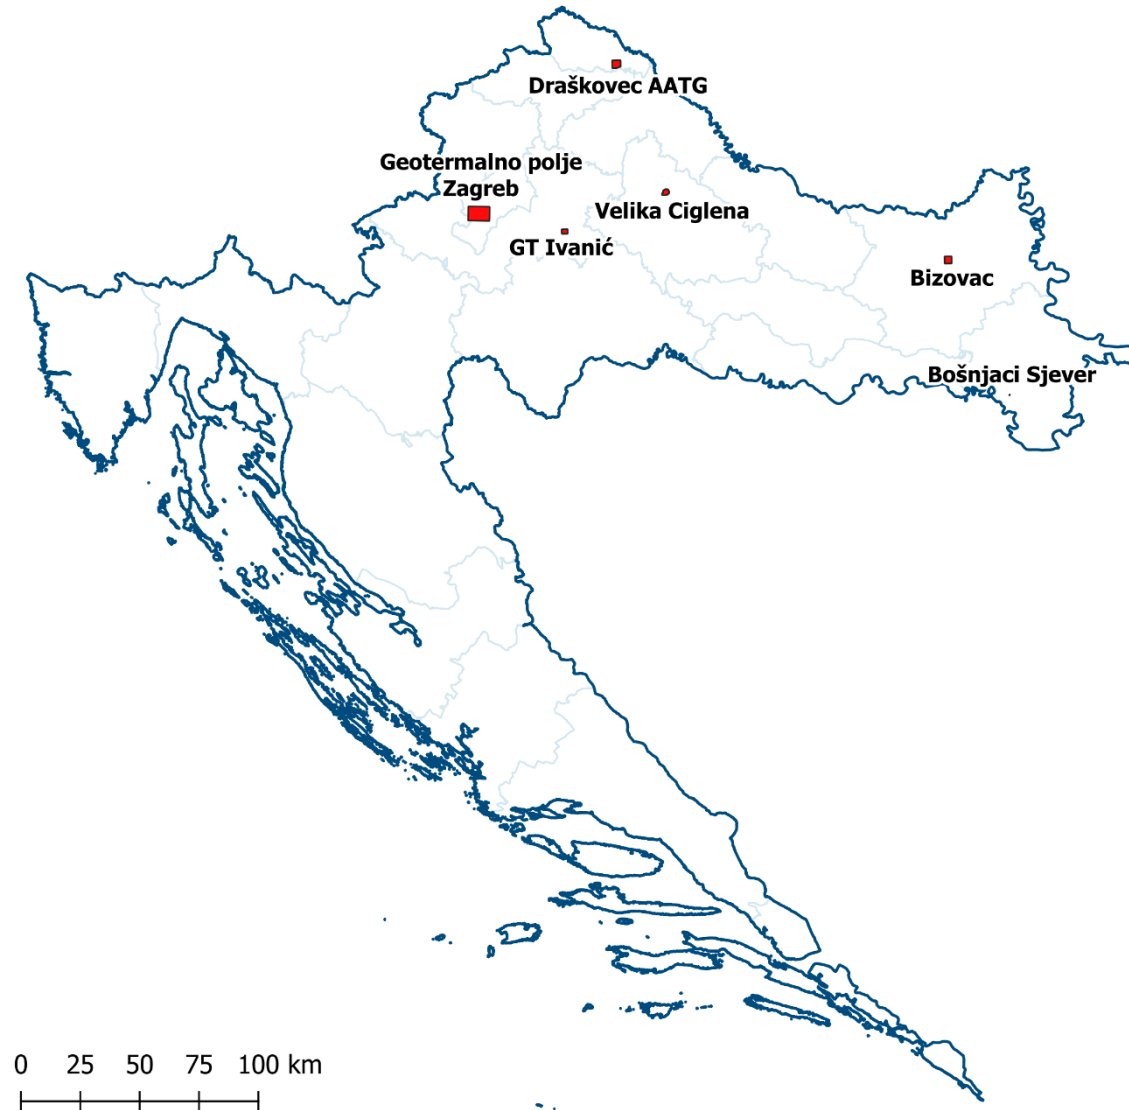 Draškovec AATG
Geotermalno polje
Zagreb
Velika Ciglena
GT Ivanić
Bizovac
Bošnjaci Sjever
0 25 50 75 100 km